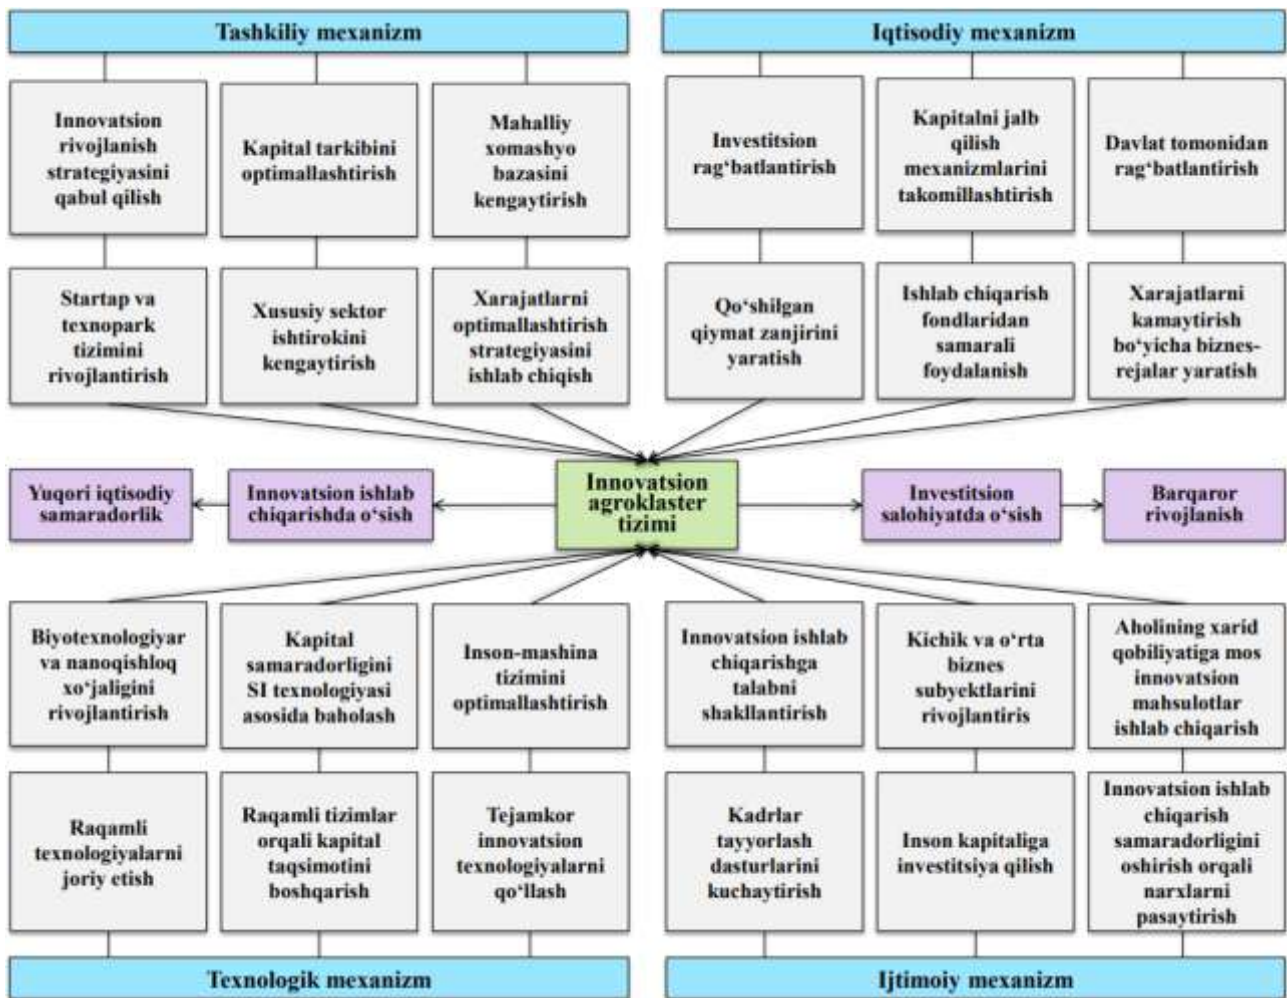 Tashkiliy mexanizm
Iqtisodiy mexanizm
Innovatsion
rivojlanish
strategiyasini
qabul qilish
Kapital tarkibini
optimallashtirish
Mahalliy
xomashyo
bazasini
kengaytirish
Investitsion
rag‘batlantirish
Kapitalni jalb
qilish
mexanizmlarini
takomillashtirish
Davlat tomonidan
rag‘batlantirish
Startap va
texnopark
tizimini
rivojlantirish
Xususiy sektor
ishtirokini
kengaytirish
Xarajatlarni
optimallashtirish
strategiyasini
ishlab chiqish
Qo‘shilgan
qiymat zanjirini
yaratish
Ishlab chiqarish
fondlaridan
samarali
foydalanish
Xarajatlarni
kamaytirish
bo‘yicha biznes-
rejalar yaratish
Yuqori iqtisodiy
samaradorlik
Innovatsion ishlab
chiqarishda o‘sish
Innovatsion
agroklaster
tizimi
Investitsion
salohiyatda o‘sish
Barqaror
rivojlanish
Biyotexnologiyar
va nanoqishloq
xo‘jaligini
rivojlantirish
Kapital
samaradorligini
SI texnologiyasi
asosida baholash
Inson-mashina
tizimini
optimallashtirish
Innovatsion ishlab
chiqarishga
talabni
shakllantirish
Kichik va o‘rta
biznes
subyektlarini
rivojlantiris
Aholining xarid
qobiliyatiga mos
innovatsion
mahsulotlar
ishlab chiqarish
Raqamli
texnologiyalarni
joriy etish
Raqamli tizimlar
orqali kapital
taqsimotini
boshqarish
Tejamkor
innovatsion
texnologiyalarni
qo‘llash
Kadrlar
tayyorlash
dasturlarini
kuchaytirish
Inson kapitaliga
investitsiya qilish
Innovatsion ishlab
chiqarish
samaradorligini
oshirish orqali
narxlarni
pasaytirish
Texnologik mexanizm
Ijtimoiy mexanizm